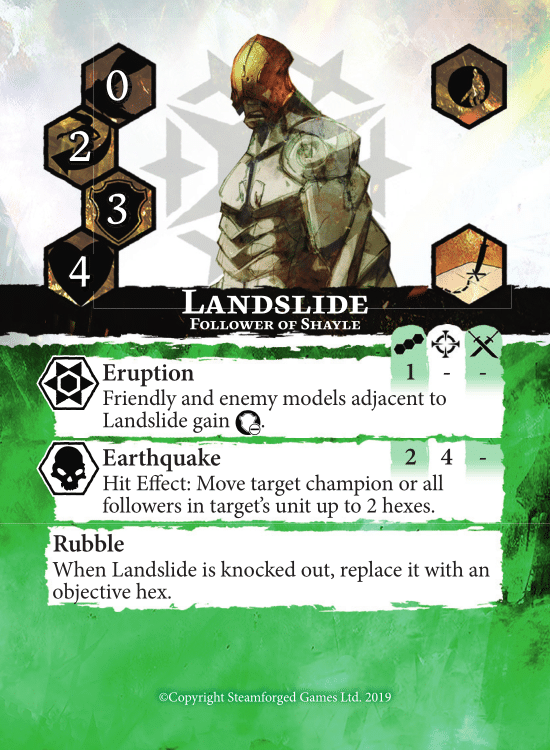 0
2
3
4
Landslide
Follower of Shayle
Eruption 1 - -
Friendly and enemy models adjacent to
Landslide gain .
Earthquake 2 4 -
Hit Effect: Move target champion or all
followers in target's unit up to 2 hexes.
Rubble
When Landslide is knocked out, replace it with an
objective hex.
©Copyright Steamforged Games Ltd. 2019